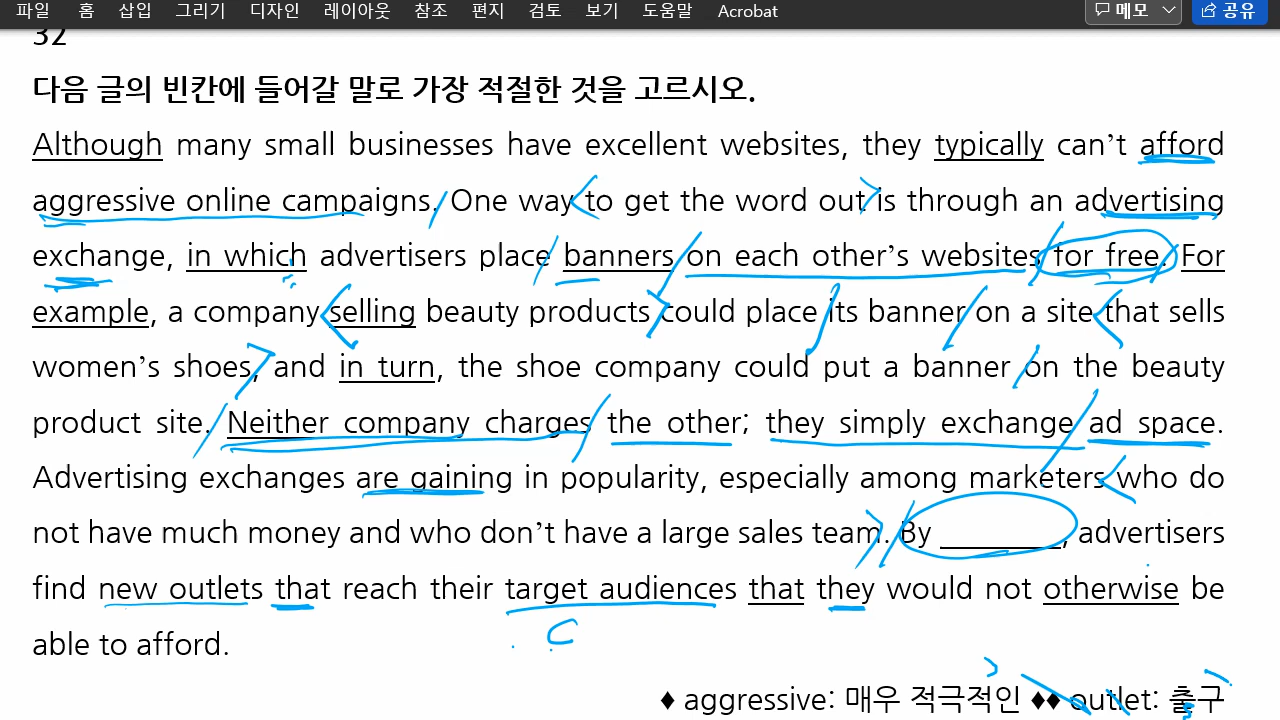 파일 홈 삽입 그리기 디자인 레이아웃 참조 편지 검토 보기 도움말 Acrobat 메모 공유
32
다음 글의 빈칸에 들어갈 말로 가장 적절한 것을 고르시오.
Although many small businesses have excellent websites, they typically can't afford
aggressive online campaigns. One way to get the word out is through an advertising
exchange, in which advertisers place banners on each other's websites for free. For
example, a company selling beauty products could place its banner on a site that sells
women's shoes, and in turn, the shoe company could put a banner on the beauty
product site. Neither company charges the other; they simply exchange ad space.
Advertising exchanges are gaining in popularity, especially among marketers who do
not have much money and who don't have a large sales team. By ________, advertisers
find new outlets that reach their target audiences that they would not otherwise be
able to afford.
♦ aggressive: 매우 적극적인 ♦♦ outlet: 출구